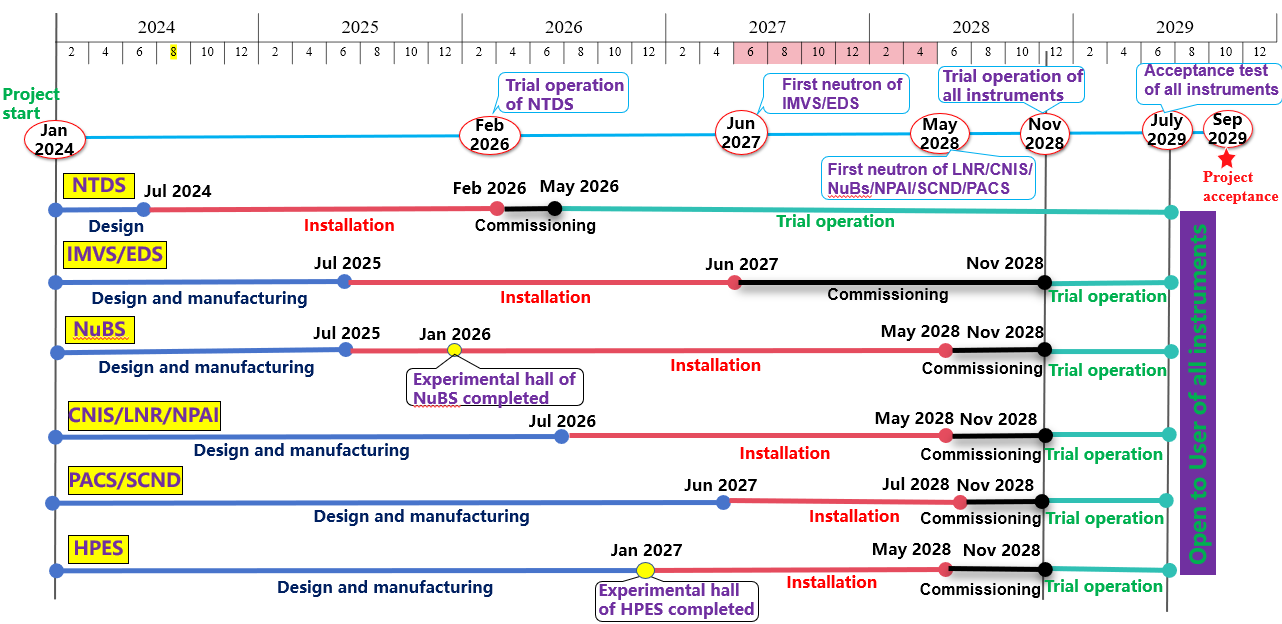 2024 2025 2026 2027 2028 2029
2 4 6 8 10 12 2 4 6 8 10 12 2 4 6 8 10 12 2 4 6 8 10 12 2 4 6 8 10 12 2 4 6 8 10 12
Project
start
Trial operation
of NTDS
First neutron of
IMVS/EDS
Trial operation of
all instruments
Acceptance test
of all instruments
Jan
2024
Feb
2026
Jun
2027
May
2028
Nov
2028
July
2029
Sep
2029
First neutron of LNR/CNIS/
NuBs/NPAI/SCND/PACS
Project
acceptance
NTDS
Jul 2024
Feb 2026
May 2026
Design
Installation
Commissioning
Trial operation
IMVS/EDS
Jul 2025
Jun 2027
Nov 2028
Design and manufacturing
Installation
Commissioning
Trial operation
NuBS
Jul 2025
Jan 2026
May 2028
Nov 2028
Design and manufacturing
Installation
Commissioning
Trial operation
Experimental hall of
NuBS completed
CNIS/LNR/NPAI
Jul 2026
May 2028
Nov 2028
Design and manufacturing
Installation
Commissioning
Trial operation
PACS/SCND
Jun 2027
Jul 2028
Nov 2028
Design and manufacturing
Installation
Commissioning
Trial operation
HPES
Jan 2027
May 2028
Nov 2028
Design and manufacturing
Installation
Commissioning
Trial operation
Experimental hall
of HPES completed
Open to User of all instruments